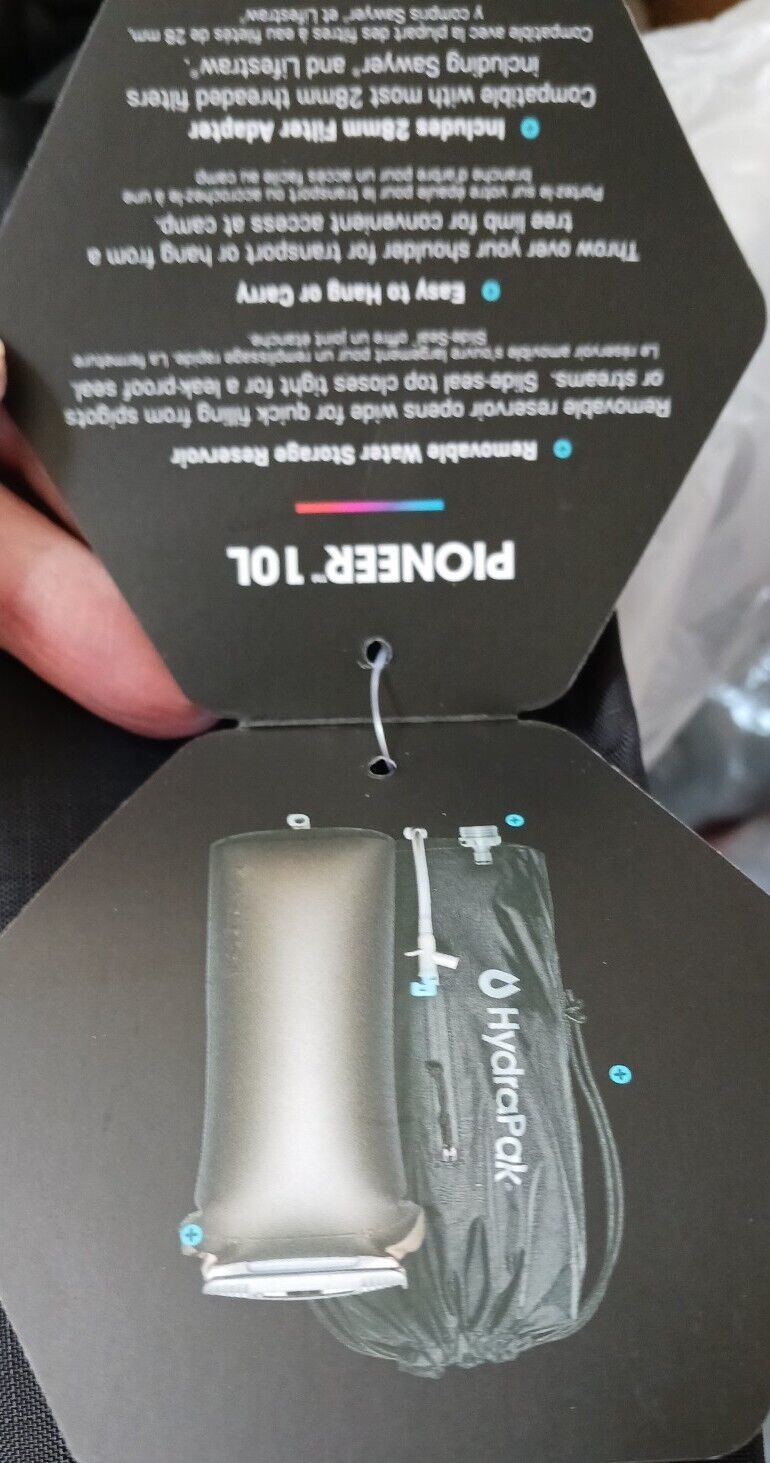 PIONEER™ 10L
Removable Water Storage Reservoir
Removable reservoir opens wide for quick filling from spigots
or streams. Slide-seal top closes tight for a leak-proof seal.
Le réservoir amovible s'ouvre largement pour un remplissage rapide. La fermeture
Slide-Seal™ offre un joint étanche.
Easy to Hang or Carry
Throw over your shoulder for transport or hang from a
tree limb for convenient access at camp.
Portez-le sur votre épaule pour le transport ou accrochez-le à une
branche d'arbre pour un accès facile au camp
Includes 28mm Filter Adapter
Compatible with most 28mm threaded filters
including Sawyer® and Lifestraw®.
Compatible avec la plupart des filtres à eau filetés de 28 mm,
y compris Sawyer® et Lifestraw®
HydraPak